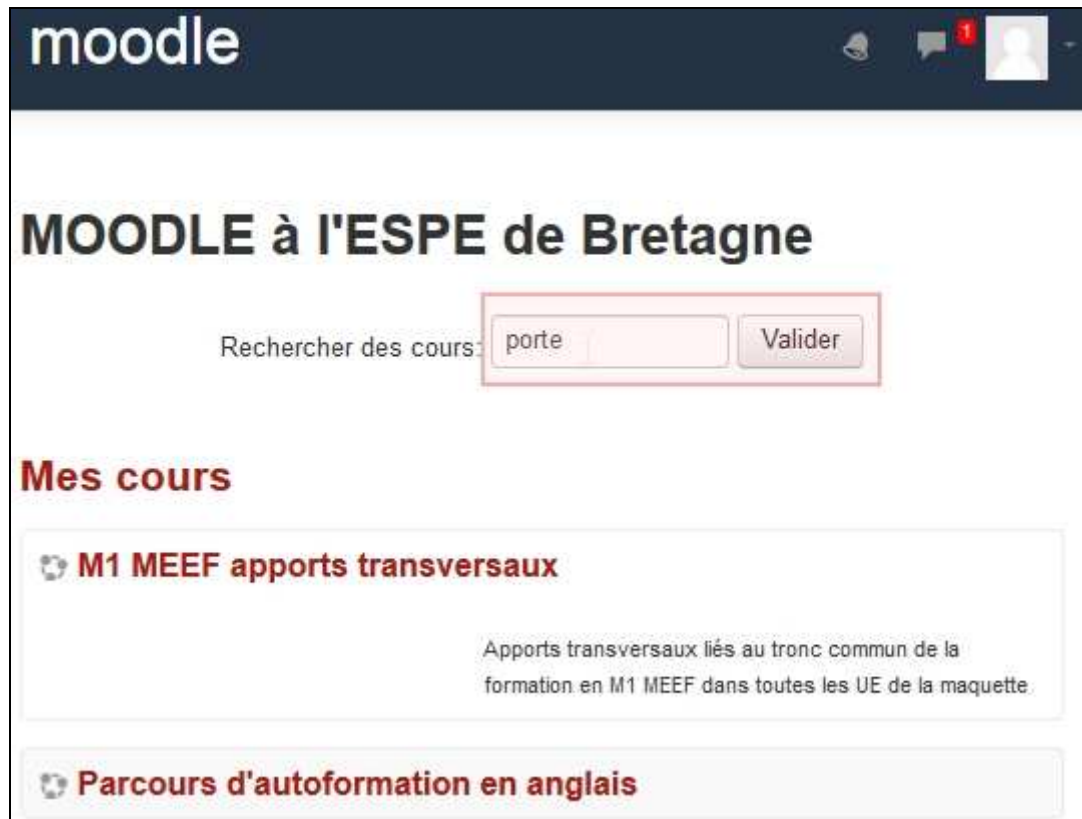 moodle
1
MOODLE à l'ESPE de Bretagne
Rechercher des cours: porte Valider
Mes cours
M1 MEEF apports transversaux
Apports transversaux liés au tronc commun de la
formation en M1 MEEF dans toutes les UE de la maquette
Parcours d'autoformation en anglais